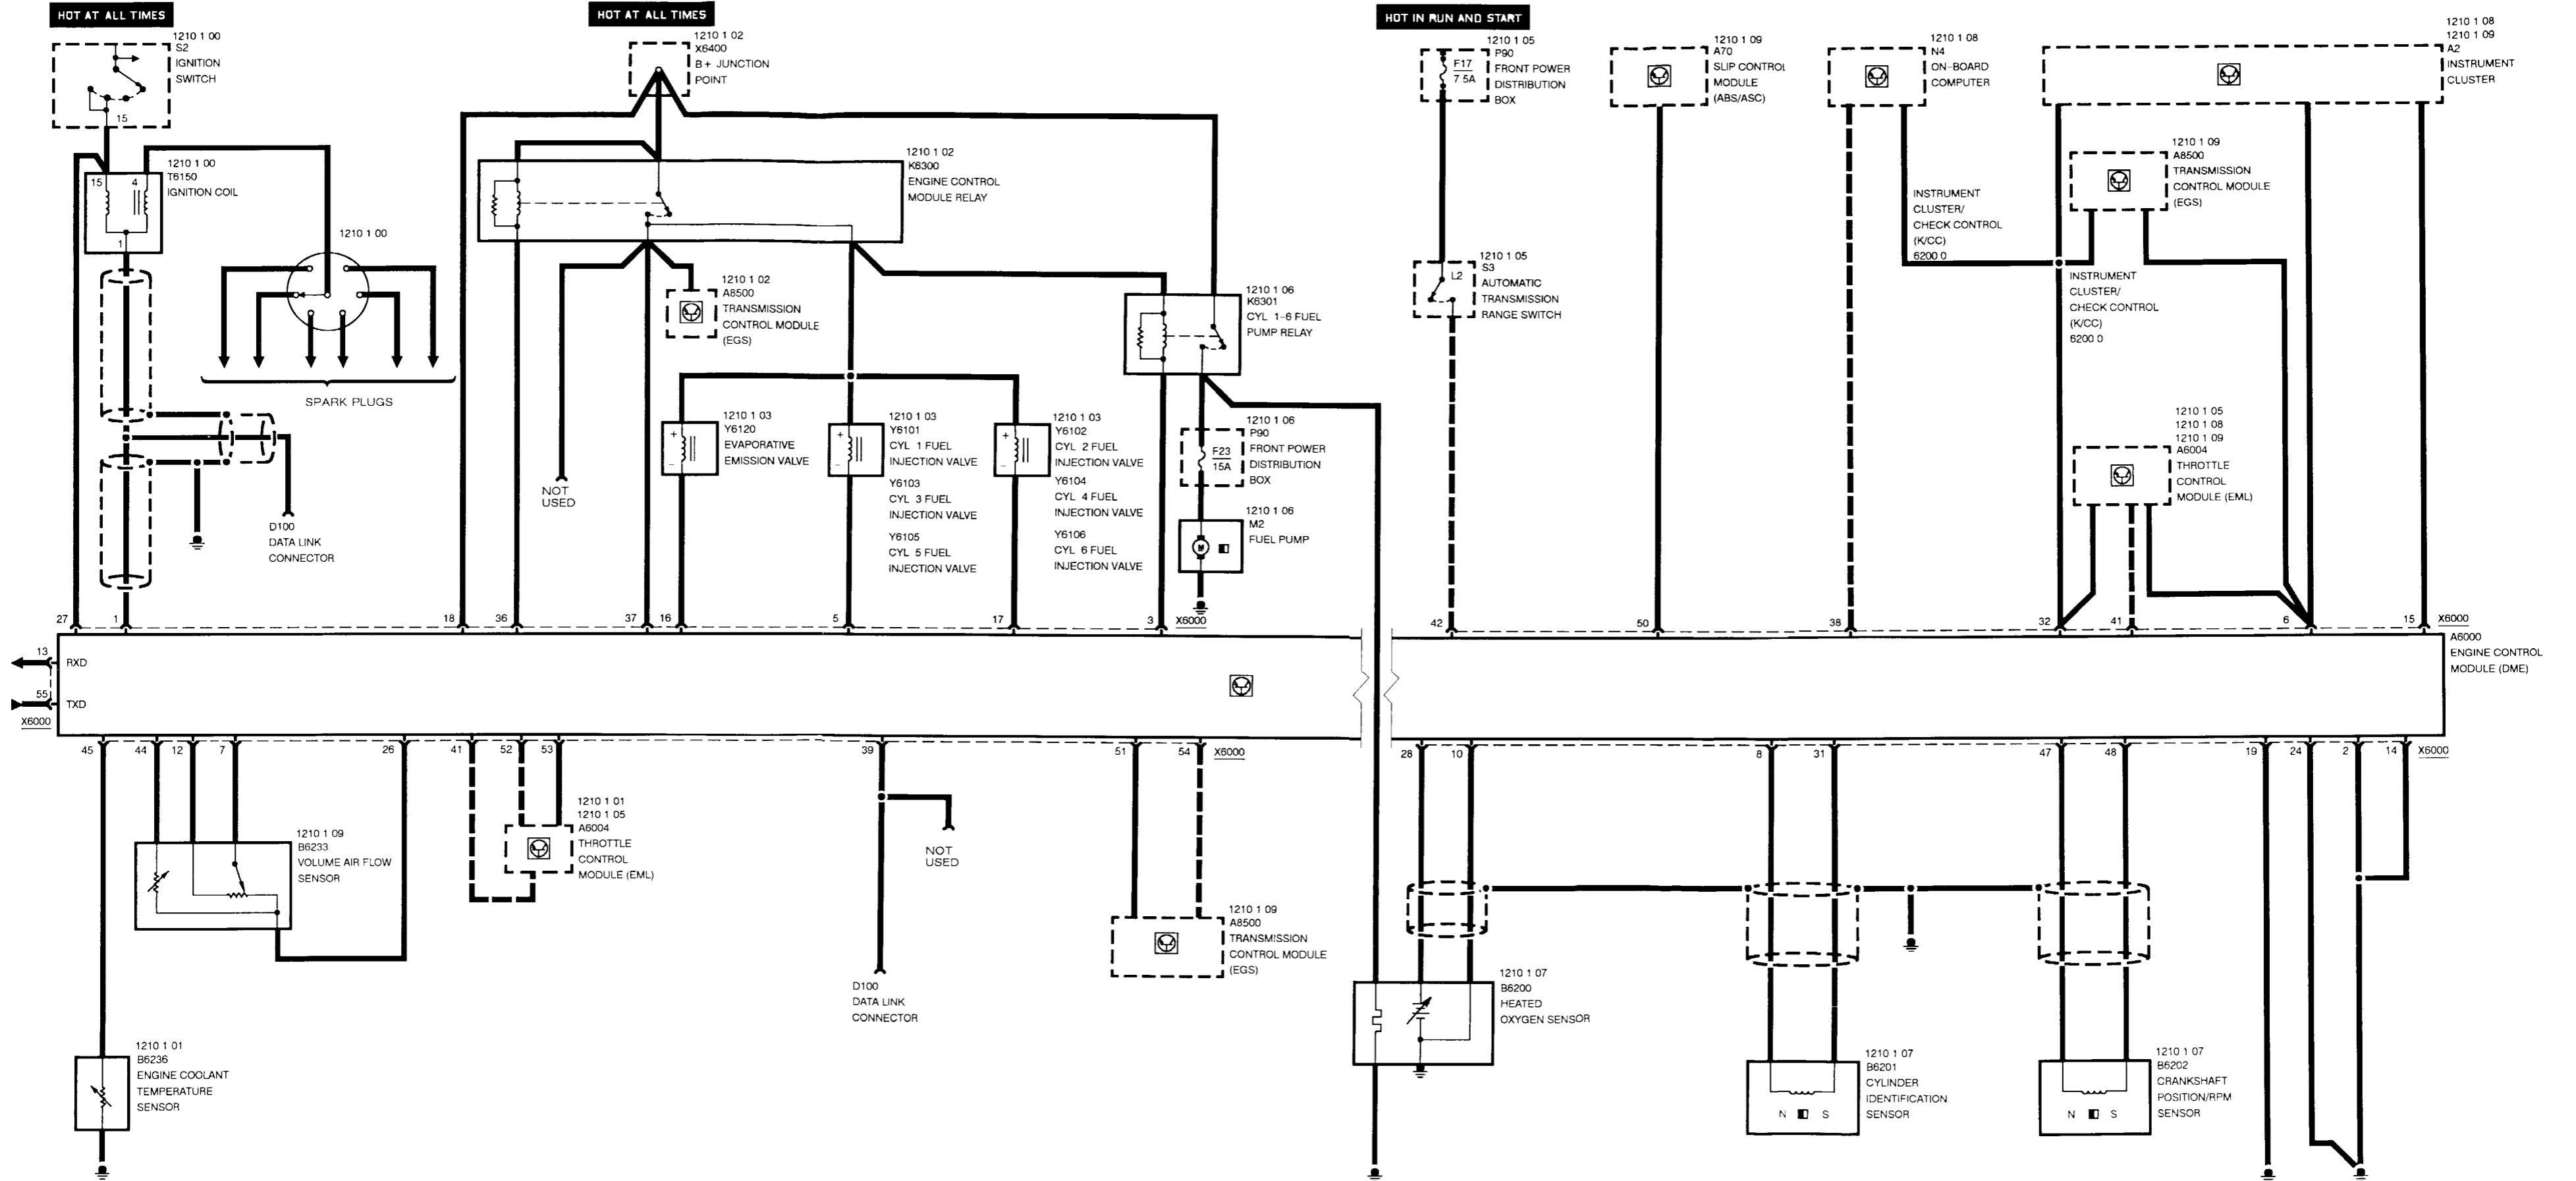 HOT AT ALL TIMES
1210 1 00
S2
IGNITION
SWITCH
15
1210 1 00
T6150
IGNITION COIL
15
4
1
1210 1 00
SPARK PLUGS
D100
DATA LINK
CONNECTOR
HOT AT ALL TIMES
1210 1 02
X6400
B+ JUNCTION
POINT
1210 1 02
K6300
ENGINE CONTROL
MODULE RELAY
1210 1 02
A8500
TRANSMISSION
CONTROL MODULE
(EGS)
NOT
USED
1210 1 03
Y6120
EVAPORATIVE
EMISSION VALVE
+
–
1210 1 03
Y6101
CYL 1 FUEL
INJECTION VALVE
Y6103
CYL 3 FUEL
INJECTION VALVE
Y6105
CYL 5 FUEL
INJECTION VALVE
+
–
1210 1 03
Y6102
CYL 2 FUEL
INJECTION VALVE
Y6104
CYL 4 FUEL
INJECTION VALVE
Y6106
CYL 6 FUEL
INJECTION VALVE
+
–
1210 1 06
K6301
CYL 1-6 FUEL
PUMP RELAY
1210 1 06
P90
FRONT POWER
DISTRIBUTION
BOX
F23
15A
1210 1 06
M2
FUEL PUMP
M
HOT IN RUN AND START
1210 1 05
P90
FRONT POWER
DISTRIBUTION
BOX
F17
7 5A
1210 1 05
S3
AUTOMATIC
TRANSMISSION
RANGE SWITCH
L2
1210 1 09
A70
SLIP CONTROL
MODULE
(ABS/ASC)
1210 1 08
N4
ON-BOARD
COMPUTER
INSTRUMENT
CLUSTER/
CHECK CONTROL
(K/CC)
6200 0
1210 1 08
1210 1 09
A2
INSTRUMENT
CLUSTER
1210 1 09
A8500
TRANSMISSION
CONTROL MODULE
(EGS)
INSTRUMENT
CLUSTER/
CHECK CONTROL
(K/CC)
6200 0
1210 1 05
1210 1 08
1210 1 09
A6004
THROTTLE
CONTROL
MODULE (EML)
27
1
18
36
37
16
5
17
3
X6000
42
50
38
32
41
6
15
X6000
A6000
ENGINE CONTROL
MODULE (DME)
13
RXD
55
TXD
X6000
45
44
12
7
26
41
52
53
39
51
54
X6000
28
10
8
31
47
48
19
24
2
14
X6000
1210 1 09
B6233
VOLUME AIR FLOW
SENSOR
1210 1 01
1210 1 05
A6004
THROTTLE
CONTROL
MODULE (EML)
NOT
USED
D100
DATA LINK
CONNECTOR
1210 1 09
A8500
TRANSMISSION
CONTROL MODULE
(EGS)
1210 1 07
B6200
HEATED
OXYGEN SENSOR
1210 1 01
B6236
ENGINE COOLANT
TEMPERATURE
SENSOR
1210 1 07
B6201
CYLINDER
IDENTIFICATION
SENSOR
N
S
1210 1 07
B6202
CRANKSHAFT
POSITION/RPM
SENSOR
N
S